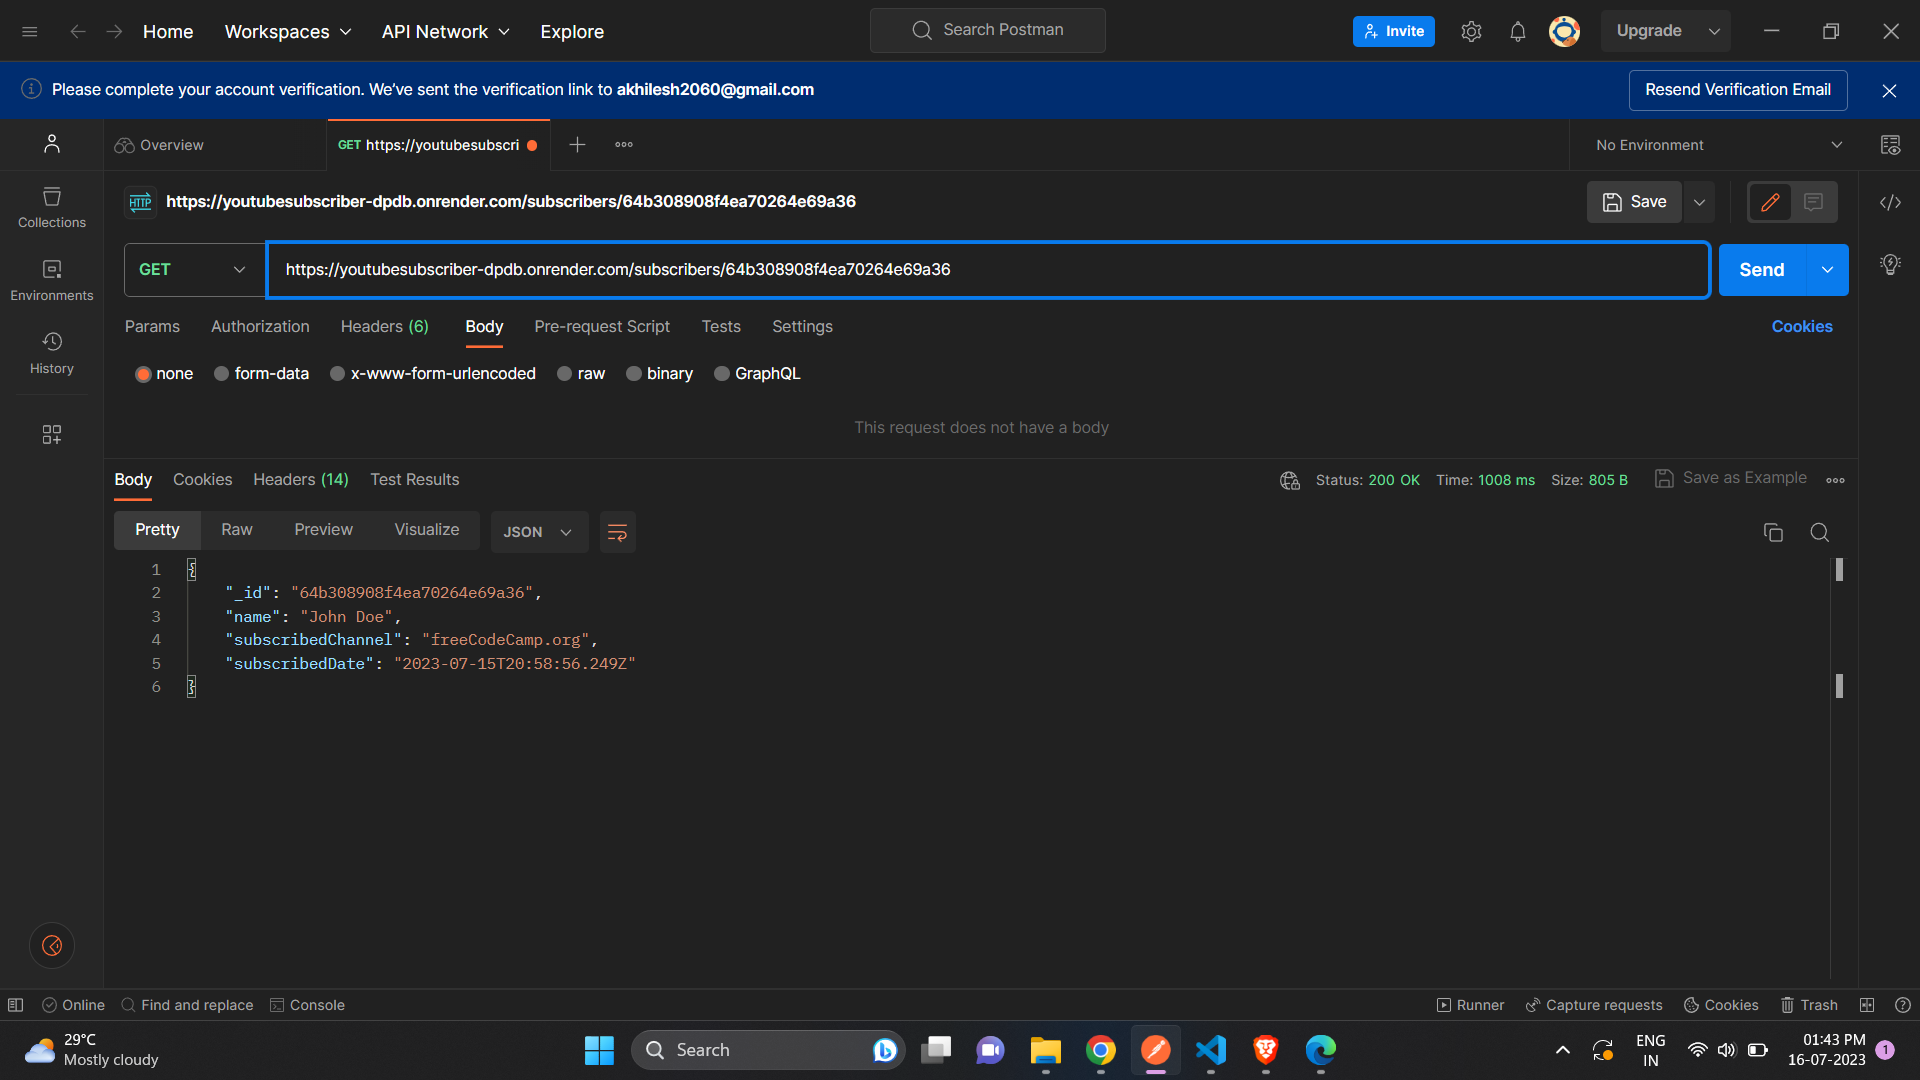 Home Workspaces API Network Explore Search Postman Invite Upgrade
Please complete your account verification. We've sent the verification link to akhilesh2060@gmail.com Resend Verification Email
Overview GET https://youtubesubscri No Environment
HTTP https://youtubesubscriber-dpdb.onrender.com/subscribers/64b308908f4ea70264e69a36 Save
Collections
GET https://youtubesubscriber-dpdb.onrender.com/subscribers/64b308908f4ea70264e69a36 Send
Environments
Params Authorization Headers (6) Body Pre-request Script Tests Settings Cookies
History
none form-data x-www-form-urlencoded raw binary GraphQL
This request does not have a body
Body Cookies Headers (14) Test Results Status: 200 OK Time: 1008 ms Size: 805 B Save as Example
Pretty Raw Preview Visualize JSON
1 {
2 "_id": "64b308908f4ea70264e69a36",
3 "name": "John Doe",
4 "subscribedChannel": "freeCodeCamp.org",
5 "subscribedDate": "2023-07-15T20:58:56.249Z"
6 }
Online Find and replace Console Runner Capture requests Cookies Trash
29°C
Mostly cloudy
Search
ENG
IN
01:43 PM
16-07-2023
1